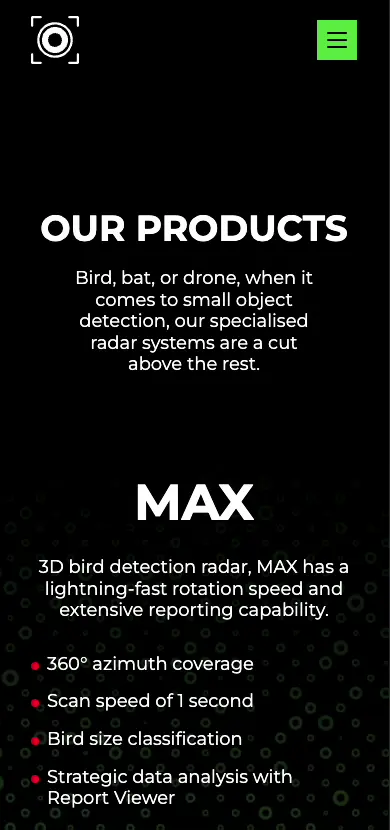 OUR PRODUCTS
Bird, bat, or drone, when it
comes to small object
detection, our specialised
radar systems are a cut
above the rest.
MAX
3D bird detection radar, MAX has a
lightning-fast rotation speed and
extensive reporting capability.
360° azimuth coverage
Scan speed of 1 second
Bird size classification
Strategic data analysis with
Report Viewer